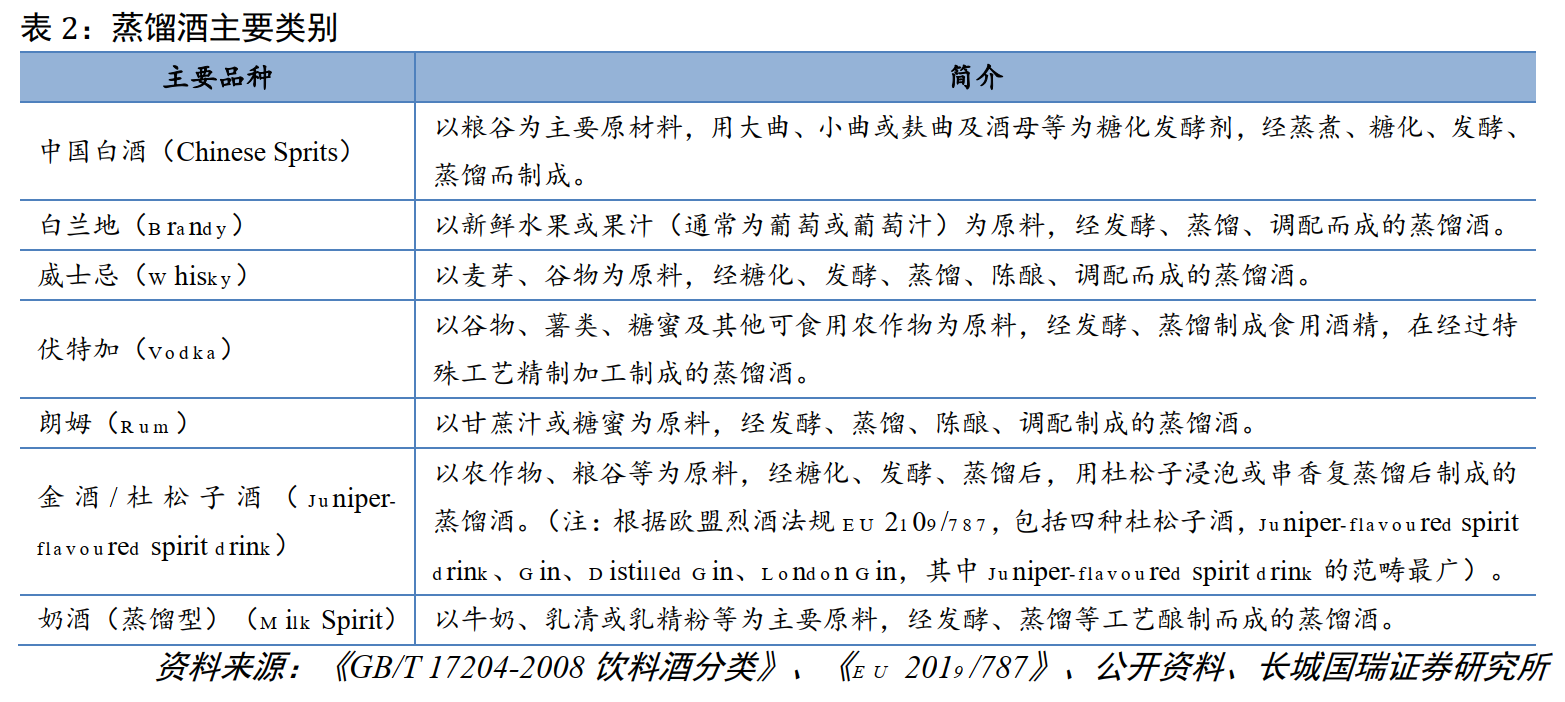 表 2：蒸馏酒主要类别
主要品种
简介
中国白酒（Chinese Sprits）
以粮谷为主要原材料，用大曲、小曲或麸曲及酒母等为糖化发酵剂，经蒸煮、糖化、发酵、
蒸馏而制成。
白兰地（Brandy）
以新鲜水果或果汁（通常为葡萄或葡萄汁）为原料，经发酵、蒸馏、调配而成的蒸馏酒。
威士忌（whisky）
以麦芽、谷物为原料，经糖化、发酵、蒸馏、陈酿、调配而成的蒸馏酒。
伏特加（Vodka）
以谷物、薯类、糖蜜及其他可食用农作物为原料，经发酵、蒸馏制成食用酒精，在经过特
殊工艺精制加工制成的蒸馏酒。
朗姆（Rum）
以甘蔗汁或糖蜜为原料，经发酵、蒸馏、陈酿、调配制成的蒸馏酒。
金酒/杜松子酒（Juniper-
flavoured spirit drink）
以农作物、粮谷等为原料，经糖化、发酵、蒸馏后，用杜松子浸泡或串香复蒸馏后制成的
蒸馏酒。（注：根据欧盟烈酒法规 EU 2109/787，包括四种杜松子酒，Juniper-flavoured spirit
drink、Gin、Distilled Gin、London Gin，其中 Juniper-flavoured spirit drink 的范畴最广）。
奶酒（蒸馏型）（Milk Spirit）
以牛奶、乳清或乳精粉等为主要原料，经发酵、蒸馏等工艺酿制而成的蒸馏酒。
资料来源：《GB/T 17204-2008 饮料酒分类》、《EU 2019/787》、公开资料、长城国瑞证券研究所